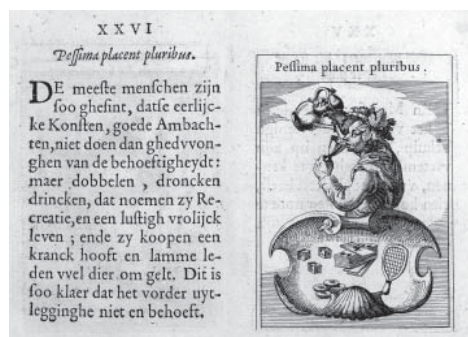 XXVI
Peſſima placent pluribus.
DE meeſte menſchen zijn
ſoo gheſint, datſe eerlijc-
ke Konſten, goede Ambach-
ten, niet doen dan ghedvvon-
ghen van de behoeftigheydt:
maer dobbelen, droncken
drincken, dat noemen zy Re-
creatie, en een luſtigh vrolijck
leven; ende zy koopen een
kranck hooft en lamme le-
den vvel dier om gelt. Dit is
ſoo klaer dat het vorder uyt-
legginghe niet en behoeft.
Peſſima placent pluribus.